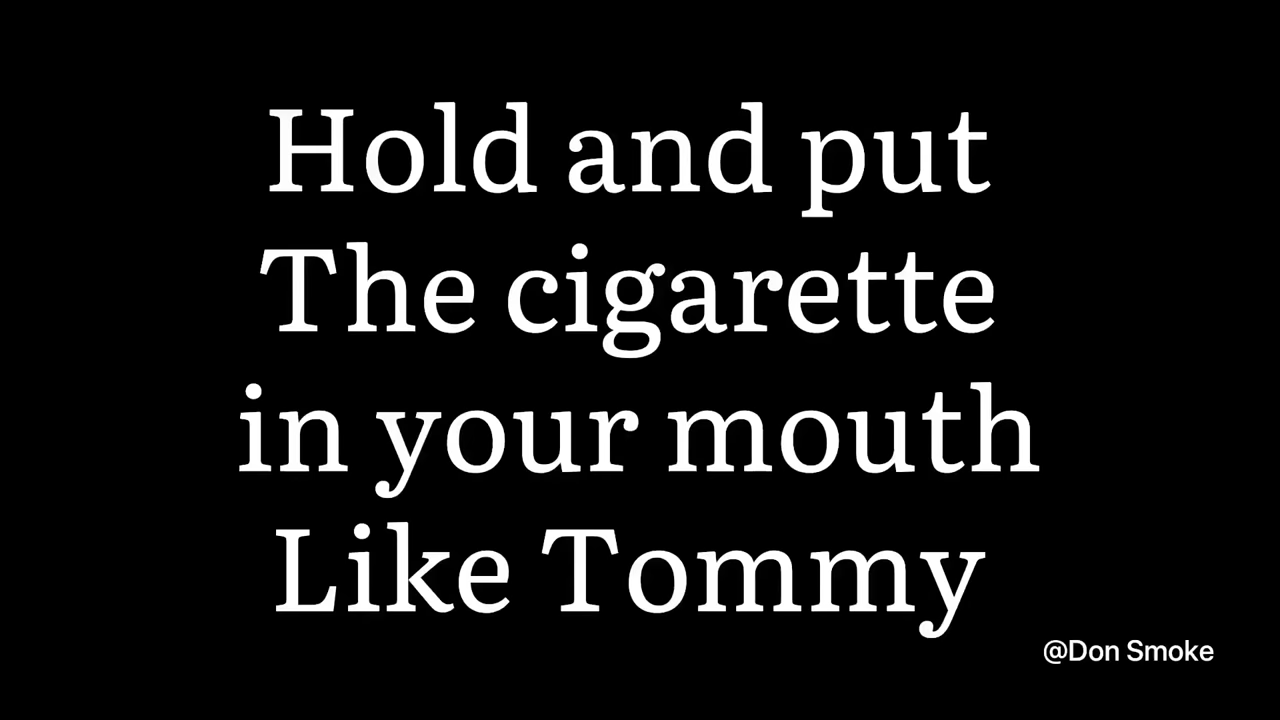 Hold and put
The cigarette
in your mouth
Like Tommy
@Don Smoke